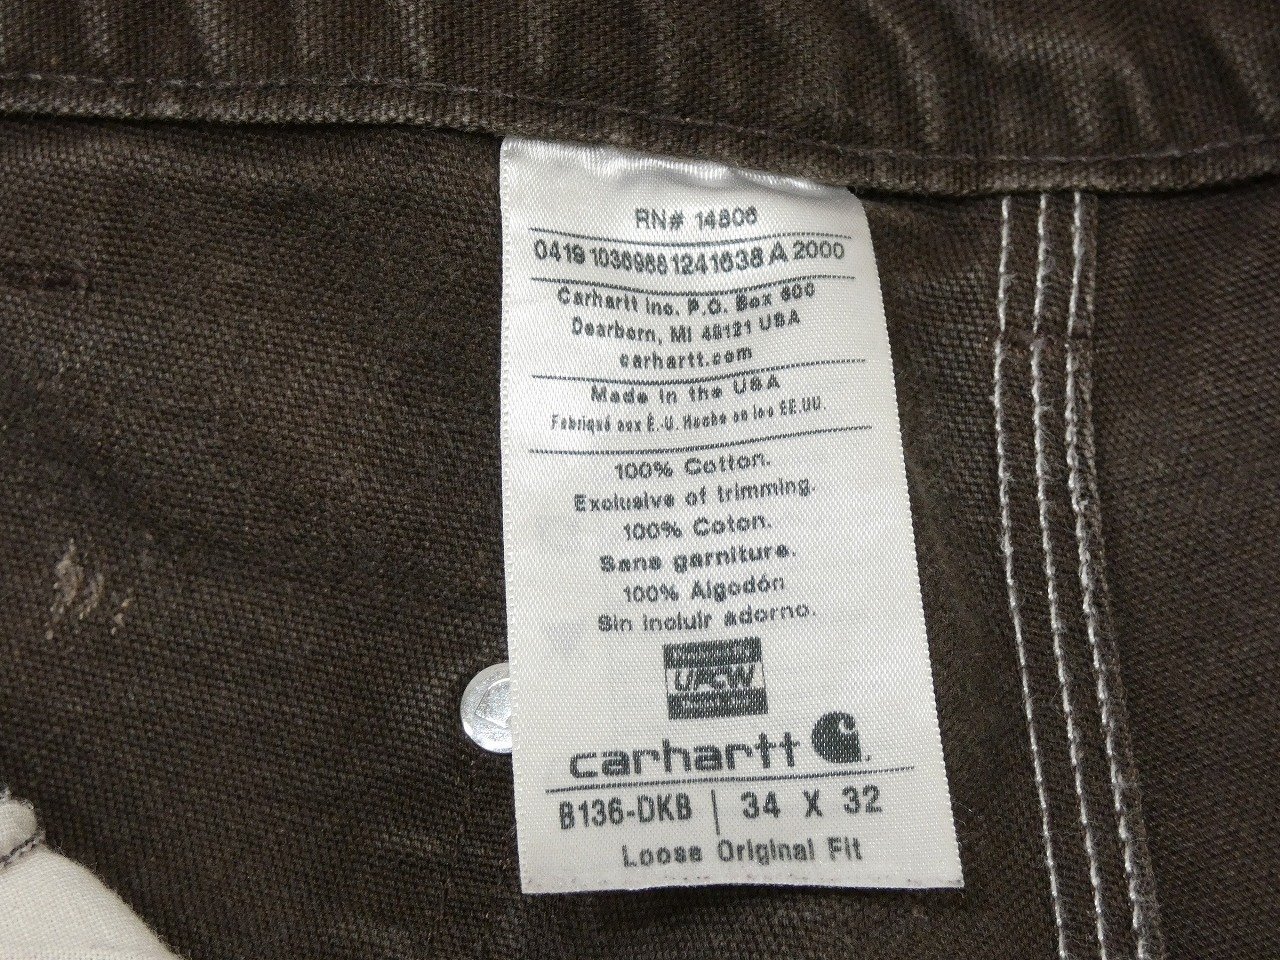 RN# 14806
0419 1036968 1241638 A 2000
Carhartt Inc. P.O. Box 600
Dearborn, MI 48121 USA
carhartt.com
Made in the USA
Fabriqué aux É.-U. Hecho en los EE.UU.
100% Cotton.
Exclusive of trimming.
100% Coton.
Sans garniture.
100% Algodón
Sin incluir adorno.
UFCW
carhartt
B136-DKB | 34 X 32
Loose Original Fit